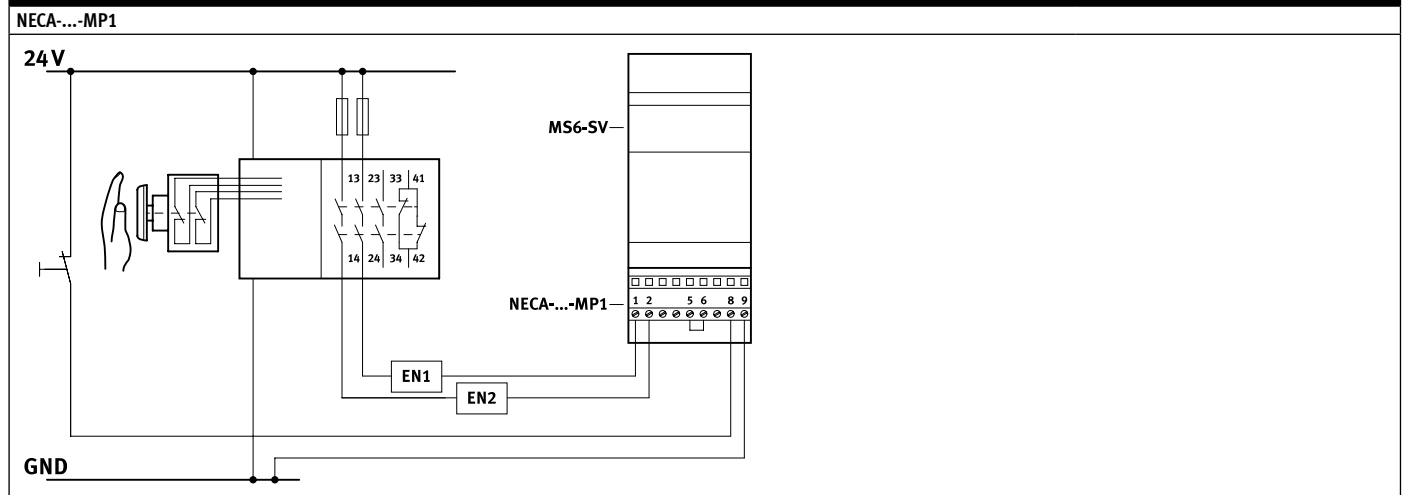 NECA-...-MP1
24 V
MS6-SV
13 23 33 41
14 24 34 42
NECA-...-MP1
1 2 5 6 8 9
EN1
EN2
GND